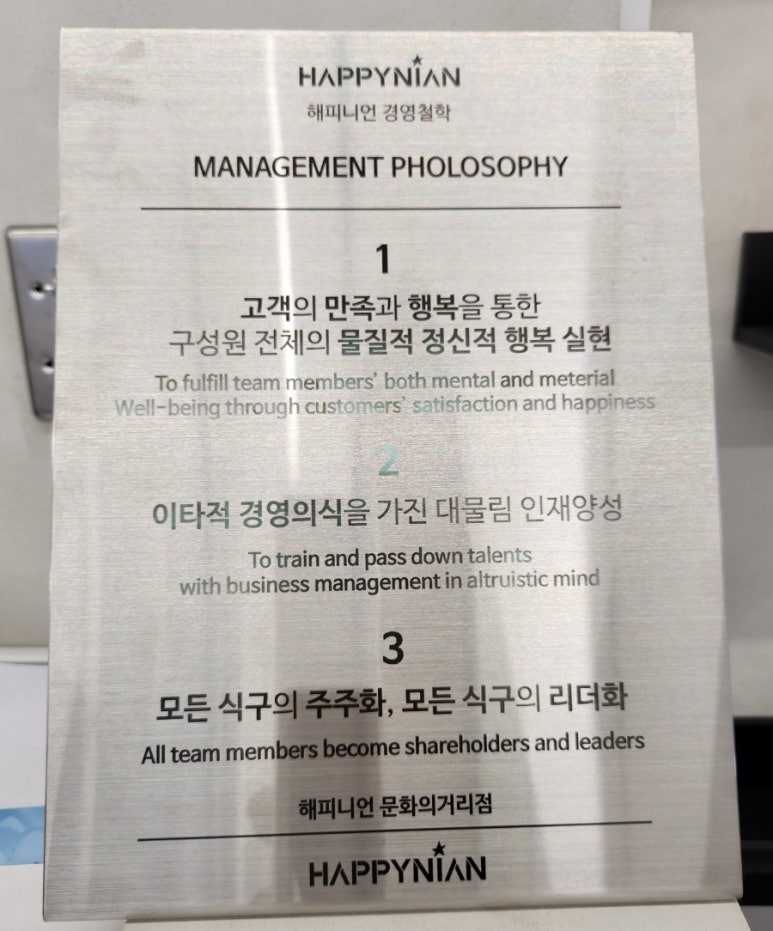 HAPPYNIAN
해피니언 경영철학
MANAGEMENT PHOLOSOPHY
1
고객의 만족과 행복을 통한
구성원 전체의 물질적 정신적 행복 실현
To fulfill team members' both mental and meterial
Well-being through customers' satisfaction and happiness
2
이타적 경영의식을 가진 대물림 인재양성
To train and pass down talents
with business management in altruistic mind
3
모든 식구의 주주화, 모든 식구의 리더화
All team members become shareholders and leaders
해피니언 문화의거리점
HAPPYNIAN